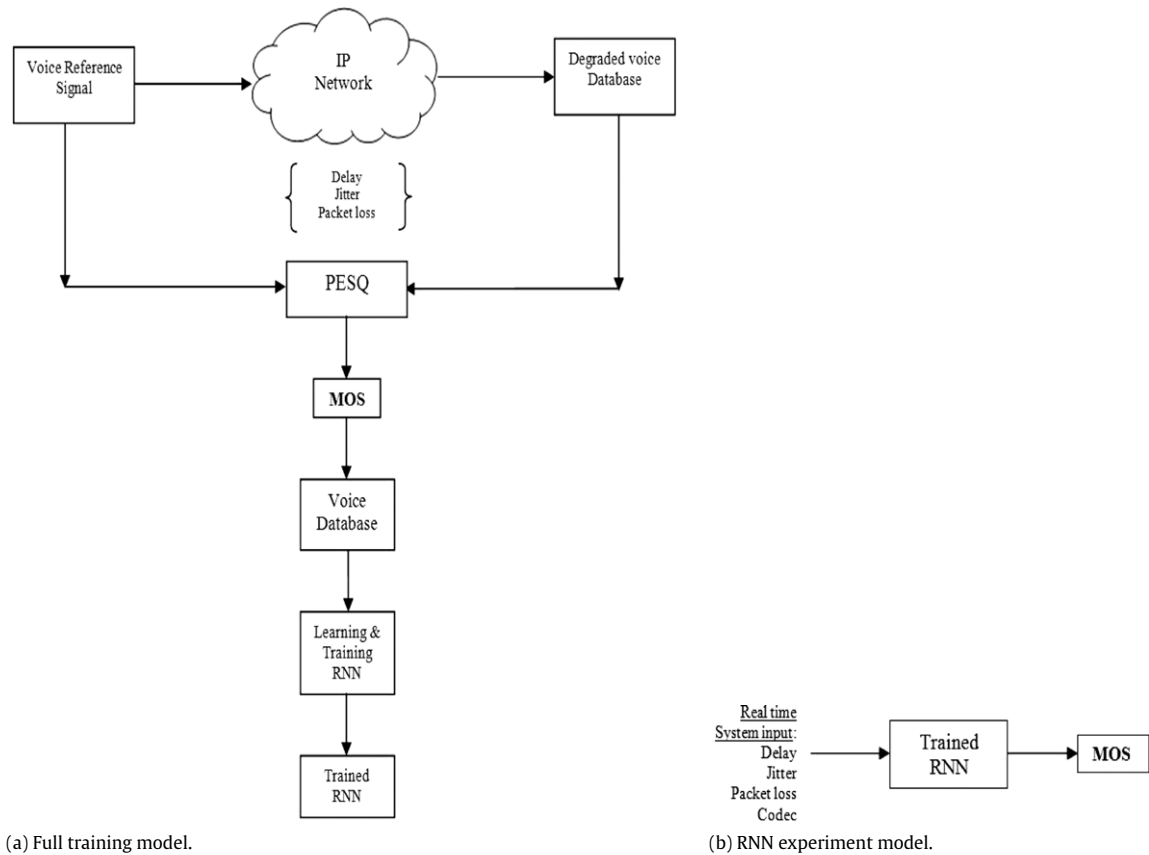 Voice Reference
Signal
IP
Network
Degraded voice
Database
Delay
Jitter
Packet loss
PESQ
MOS
Voice
Database
Learning &
Training
RNN
Trained
RNN
(a) Full training model.
Real time
System input:
Delay
Jitter
Packet loss
Codec
Trained
RNN
MOS
(b) RNN experiment model.